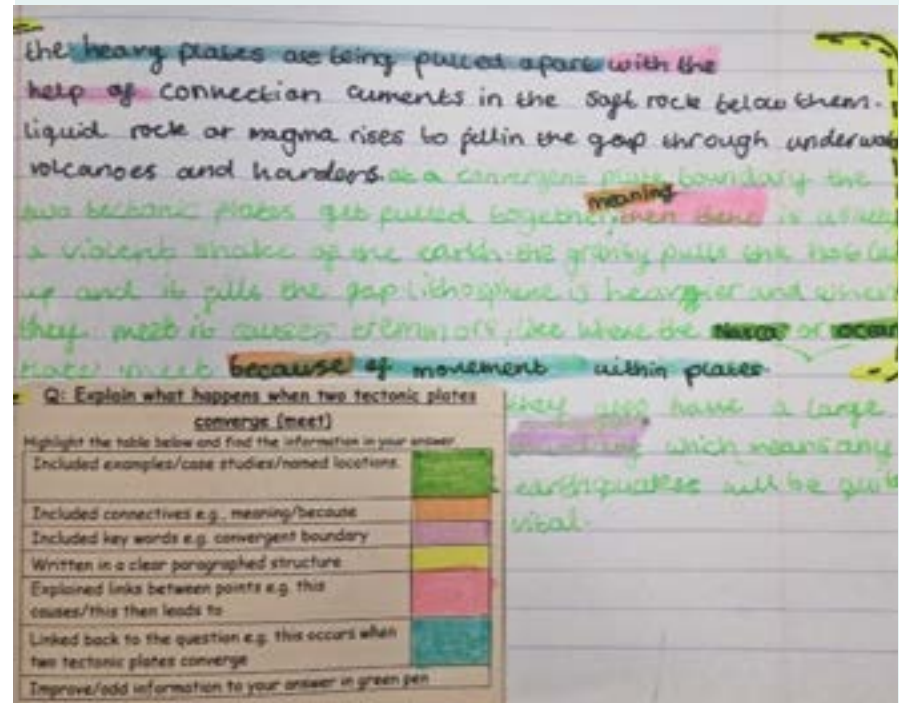 the heavy plates are being pulled apart with the
help of connection currents in the soft rock below them.
liquid rock or magma rises to fill in the gap through
volcanoes and hardens. at a convergent plate boundary the
meaning
two tectonic plates get pulled together, then there is
a violent shake of the earth. the gravity pulls the
up and it fills the gap lithosphere is heavier and
they meet it causes, like where the Nazca or
meet because of movement within plates.
they also have a large
which means any
earthquakes will be
Q: Explain what happens when two tectonic plates
converge (meet)
Highlight the table below and find the information in your answer
Included examples/case studies/named locations
Included connectives e.g., meaning/because
Included key words e.g. convergent boundary
Written in a clear paragraphed structure
Explained links between points e.g. this
causes/this then leads to
Linked back to the question e.g. this occurs when
two tectonic plates converge
Improve/add information to your answer in green pen